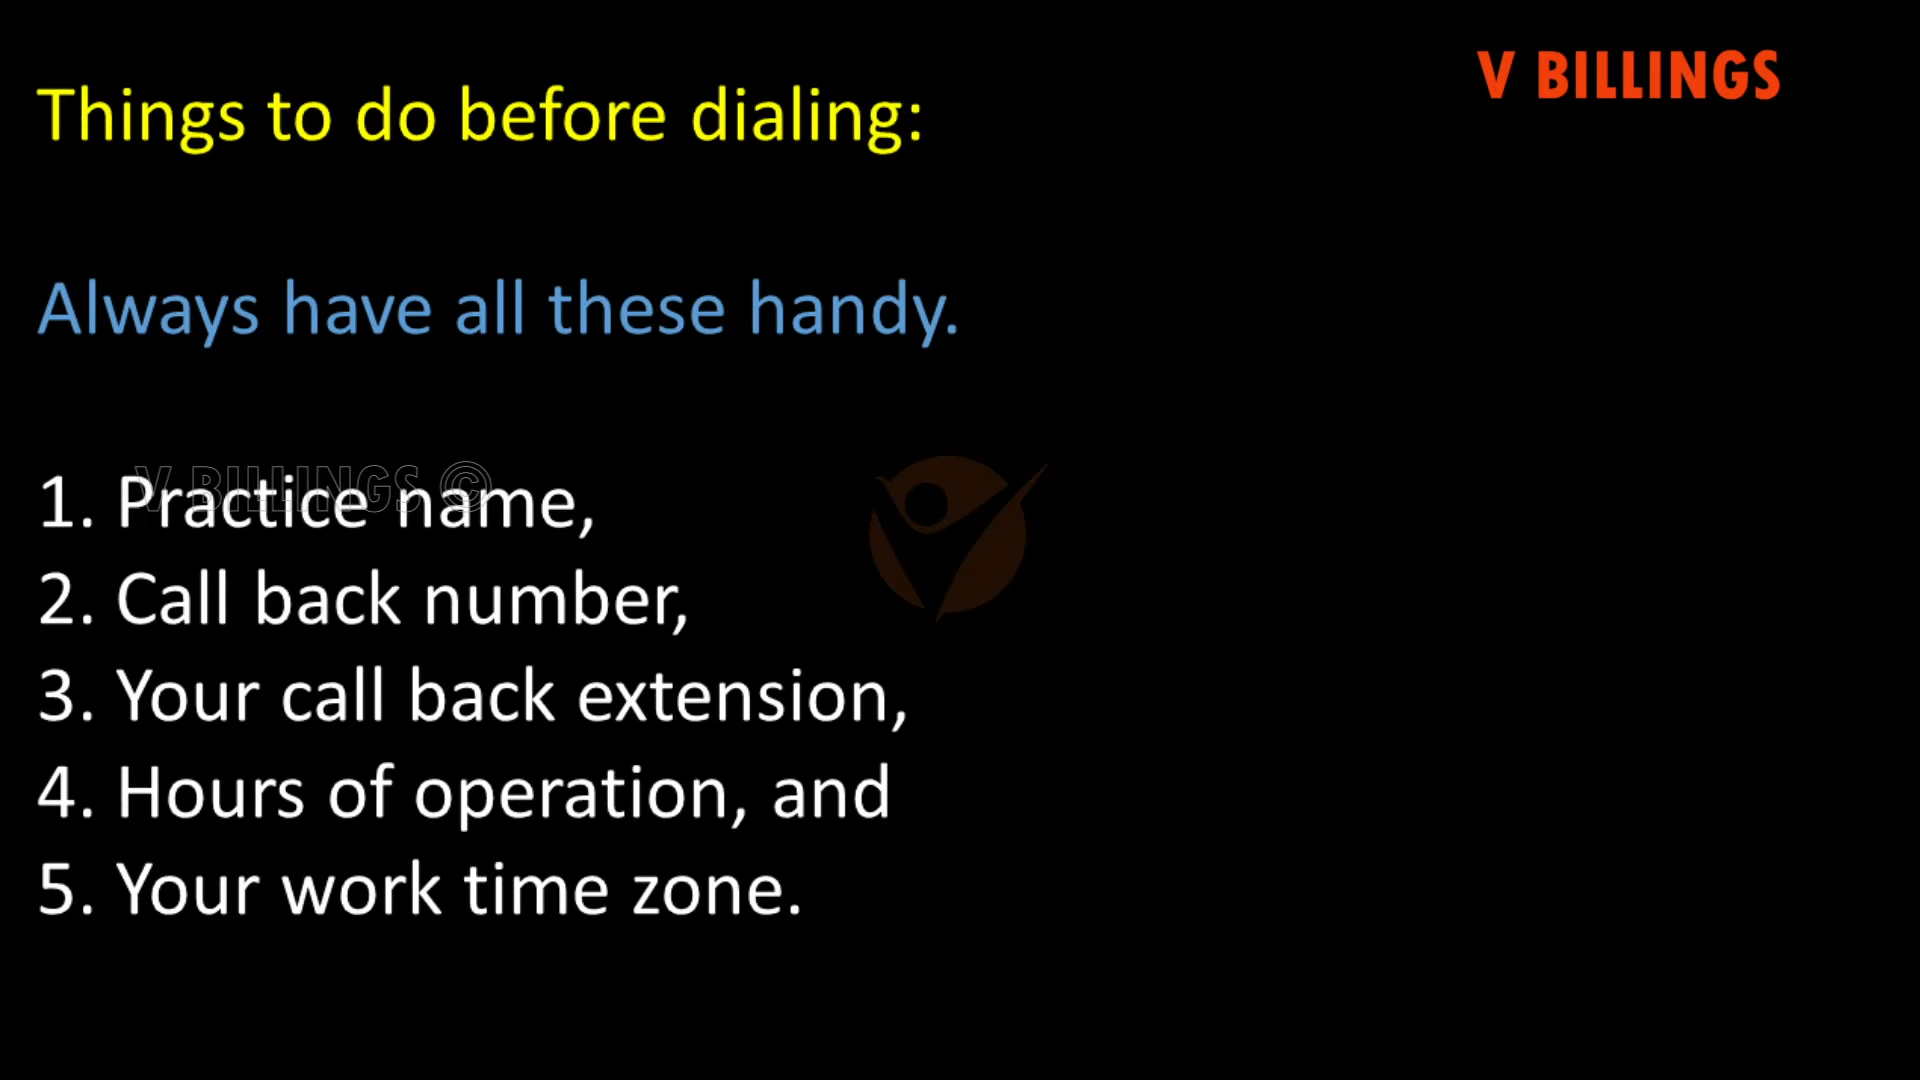 V BILLINGS
Things to do before dialing:
Always have all these handy.
V BILLINGS ©
1. Practice name,
2. Call back number,
3. Your call back extension,
4. Hours of operation, and
5. Your work time zone.